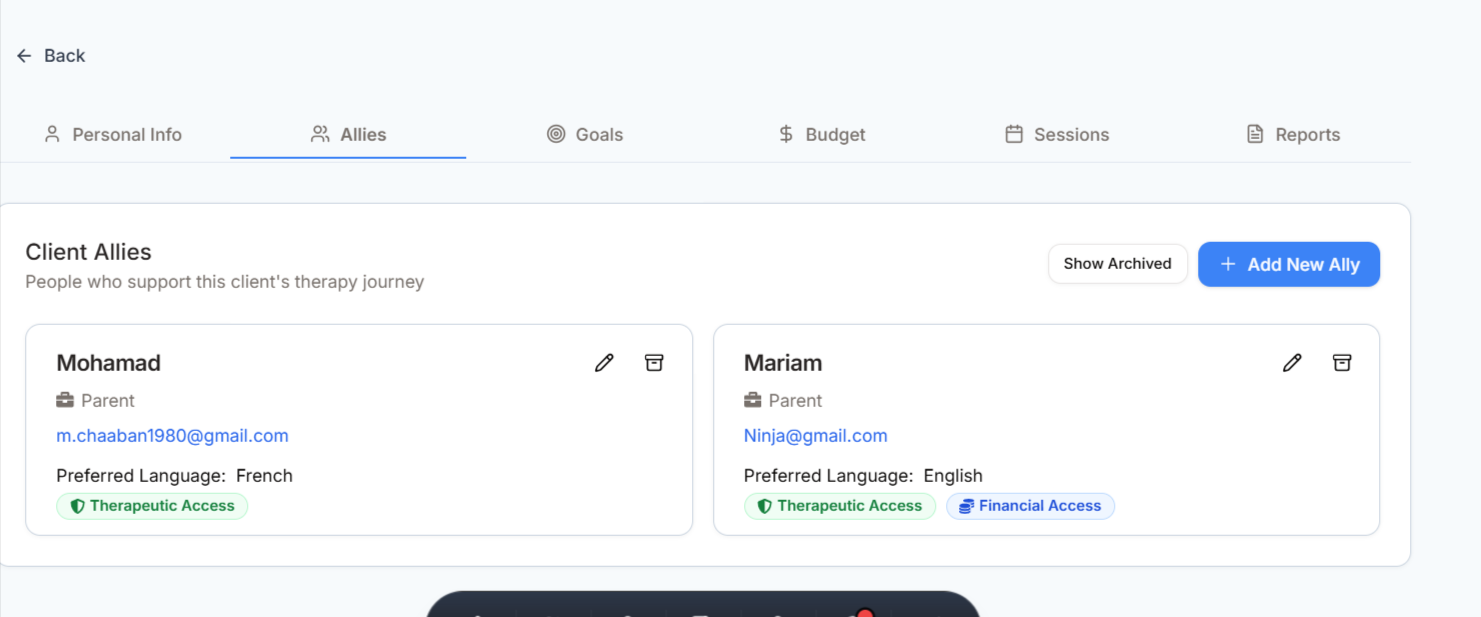 Back
Personal Info
Allies
Goals
Budget
Sessions
Reports
Client Allies
People who support this client's therapy journey
Show Archived
+ Add New Ally
Mohamad
Parent
m.chaaban1980@gmail.com
Preferred Language: French
Therapeutic Access
Mariam
Parent
Ninja@gmail.com
Preferred Language: English
Therapeutic Access
Financial Access